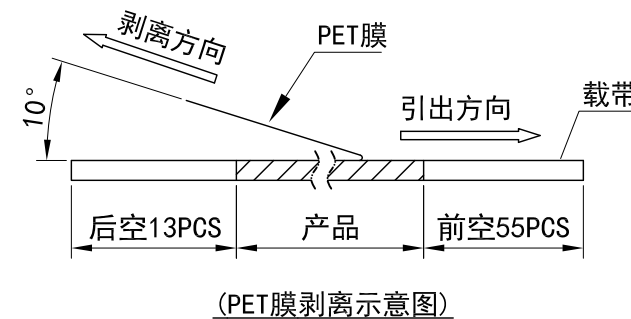 剥离方向
PET膜
10°
引出方向
载带
后空13PCS
产品
前空55PCS
(PET膜剥离示意图)